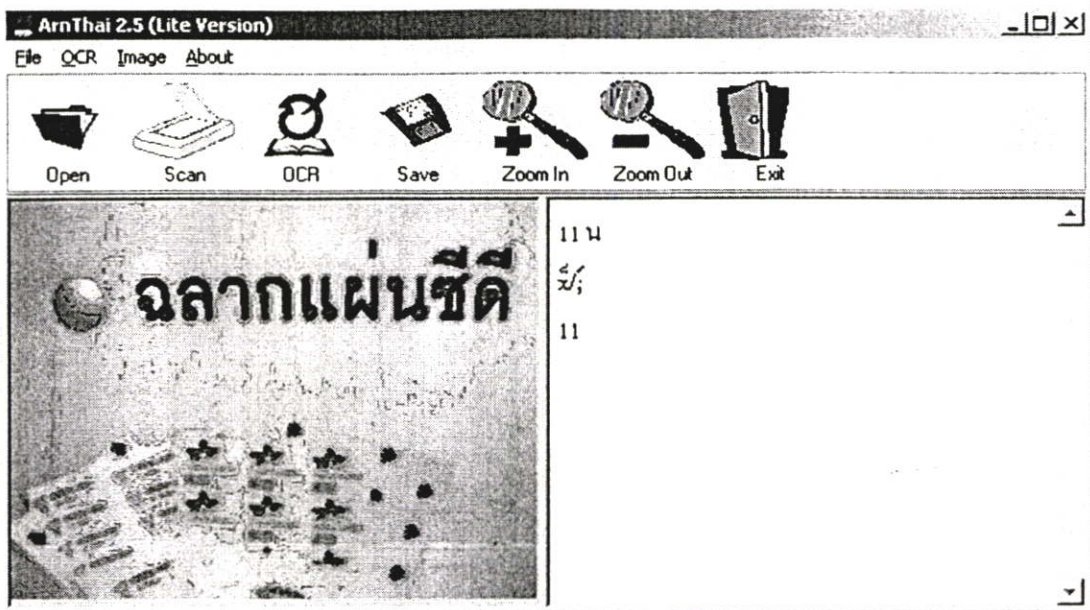 ArnThai 2.5 (Lite Version)
File OCR Image About
Open Scan OCR Save Zoom In Zoom Out Exit
ฉลากแผ่นซีดี
11 น
11